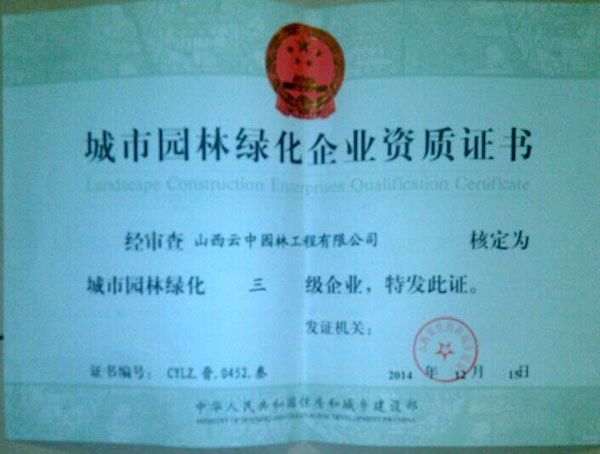 城市园林绿化企业资质证书
Landscape Construction Enterprises Qualification Certificate
经审查 山西云中园林工程有限公司 核定为
城市园林绿化 三 级企业，特发此证。
发证机关：
证书编号：CYLZ.晋.0452.叁 2014 年 12 月 15日
中华人民共和国住房和城乡建设部